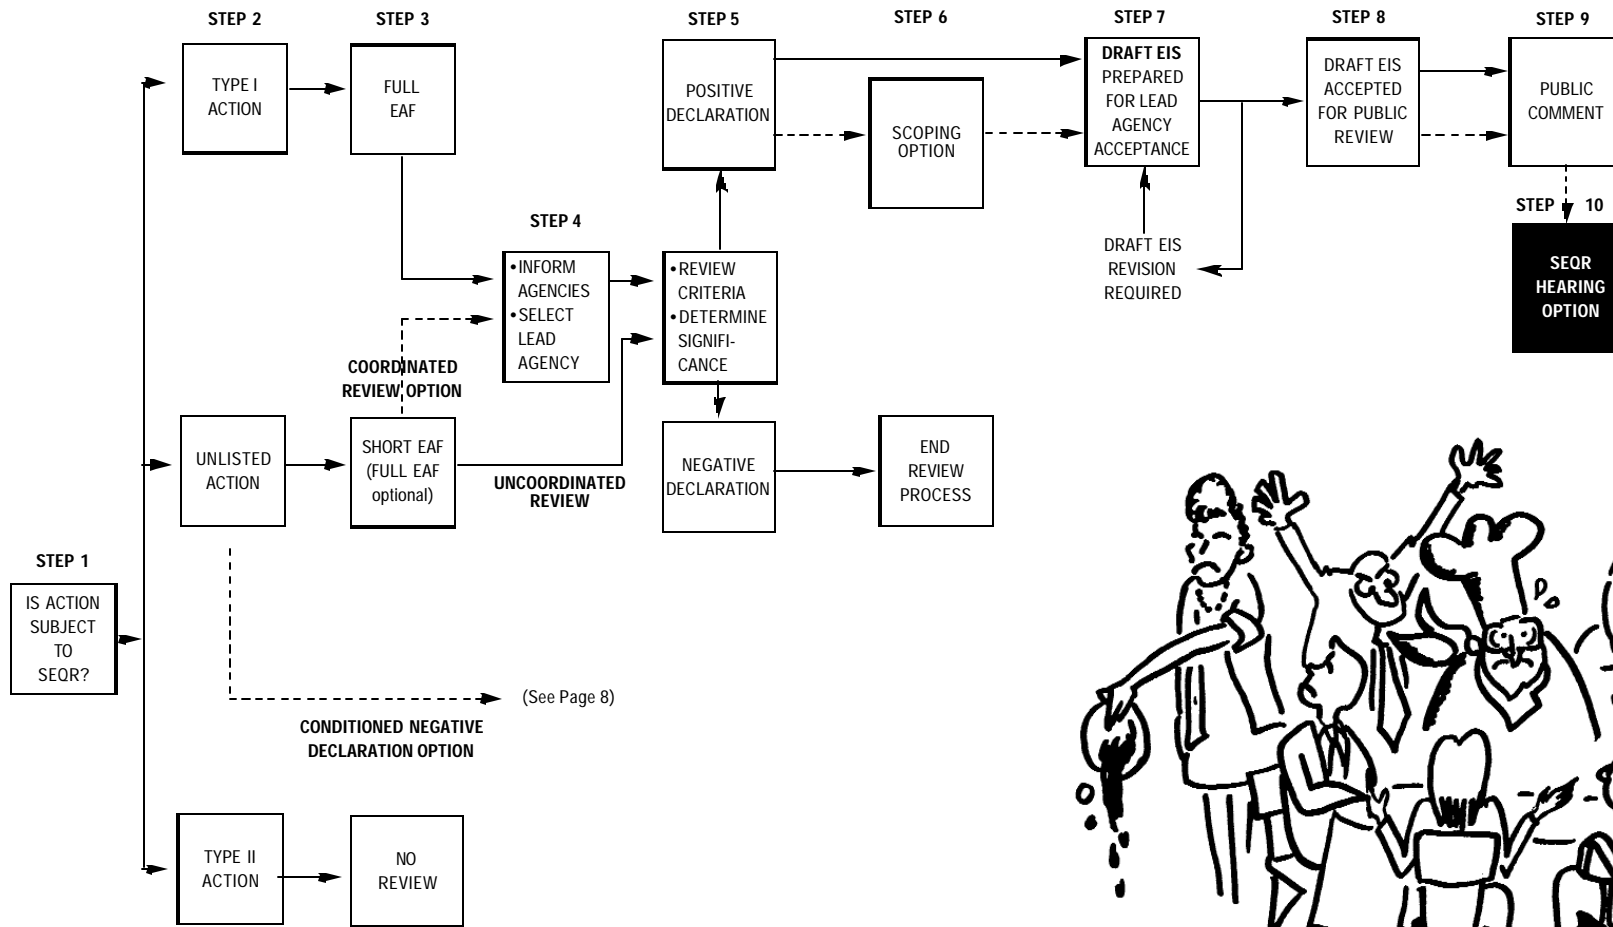 STEP 2
STEP 3
STEP 5
STEP 6
STEP 7
STEP 8
STEP 9
TYPE I
ACTION
FULL
EAF
POSITIVE
DECLARATION
SCOPING
OPTION
DRAFT EIS
PREPARED
FOR LEAD
AGENCY
ACCEPTANCE
DRAFT EIS
ACCEPTED
FOR PUBLIC
REVIEW
PUBLIC
COMMENT
STEP 10
SEQR
HEARING
OPTION
DRAFT EIS
REVISION
REQUIRED
STEP 4
•INFORM
AGENCIES
•SELECT
LEAD
AGENCY
•REVIEW
CRITERIA
•DETERMINE
SIGNIFI-
CANCE
COORDINATED
REVIEW OPTION
UNLISTED
ACTION
SHORT EAF
(FULL EAF
optional)
UNCOORDINATED
REVIEW
NEGATIVE
DECLARATION
END
REVIEW
PROCESS
STEP 1
IS ACTION
SUBJECT
TO
SEQR?
(See Page 8)
CONDITIONED NEGATIVE
DECLARATION OPTION
TYPE II
ACTION
NO
REVIEW